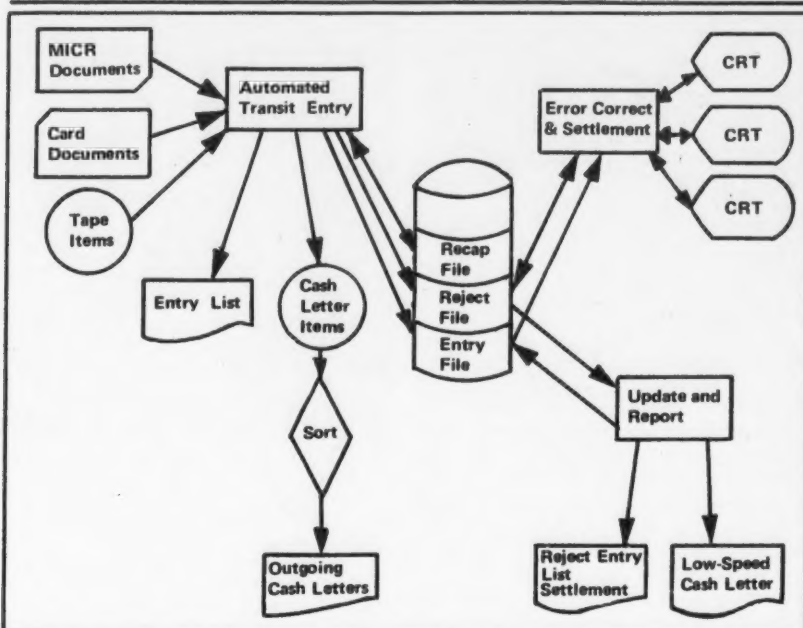 MICR
Documents
Card
Documents
Tape
Items
Automated
Transit Entry
Entry List
Cash
Letter
Items
Sort
Outgoing
Cash Letters
Recap
File
Reject
File
Entry
File
Error Correct
& Settlement
CRT
CRT
CRT
Update and
Report
Reject Entry
List
Settlement
Low-Speed
Cash Letter